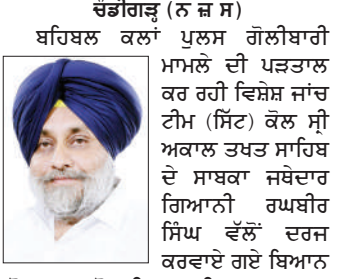 ਚੰਡੀਗੜ੍ਹ (ਨ ਜ਼ ਸ)
ਬਹਿਬਲ ਕਲਾਂ ਪੁਲਸ ਗੋਲੀਬਾਰੀ
ਮਾਮਲੇ ਦੀ ਪੜਤਾਲ
ਕਰ ਰਹੀ ਵਿਸ਼ੇਸ਼ ਜਾਂਚ
ਟੀਮ (ਸਿੱਟ) ਕੋਲ ਸ੍ਰੀ
ਅਕਾਲ ਤਖਤ ਸਾਹਿਬ
ਦੇ ਸਾਬਕਾ ਜਥੇਦਾਰ
ਗਿਆਨੀ ਰਘਬੀਰ
ਸਿੰਘ ਵੱਲੋਂ ਦਰਜ
ਕਰਵਾਏ ਗਏ ਬਿਆਨ